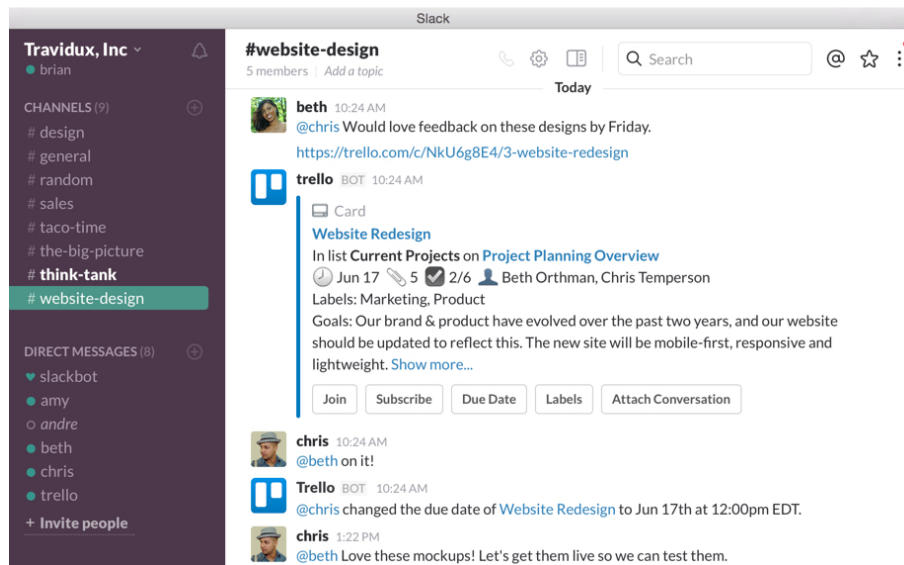 Slack
Travidux, Inc
brian
CHANNELS (9)
# design
# general
# random
# sales
# taco-time
# the-big-picture
# think-tank
# website-design
DIRECT MESSAGES (8)
slackbot
amy
andre
beth
chris
trello
+ Invite people
#website-design
5 members | Add a topic
Search
Today
beth 10:24 AM
@chris Would love feedback on these designs by Friday.
https://trello.com/c/NkU6g8E4/3-website-redesign
trello BOT 10:24 AM
Card
Website Redesign
In list Current Projects on Project Planning Overview
Jun 17 5 2/6 Beth Orthman, Chris Temperson
Labels: Marketing, Product
Goals: Our brand & product have evolved over the past two years, and our website
should be updated to reflect this. The new site will be mobile-first, responsive and
lightweight. Show more...
Join Subscribe Due Date Labels Attach Conversation
chris 10:24 AM
@beth on it!
Trello BOT 10:24 AM
@chris changed the due date of Website Redesign to Jun 17th at 12:00pm EDT.
chris 1:22 PM
@beth Love these mockups! Let's get them live so we can test them.